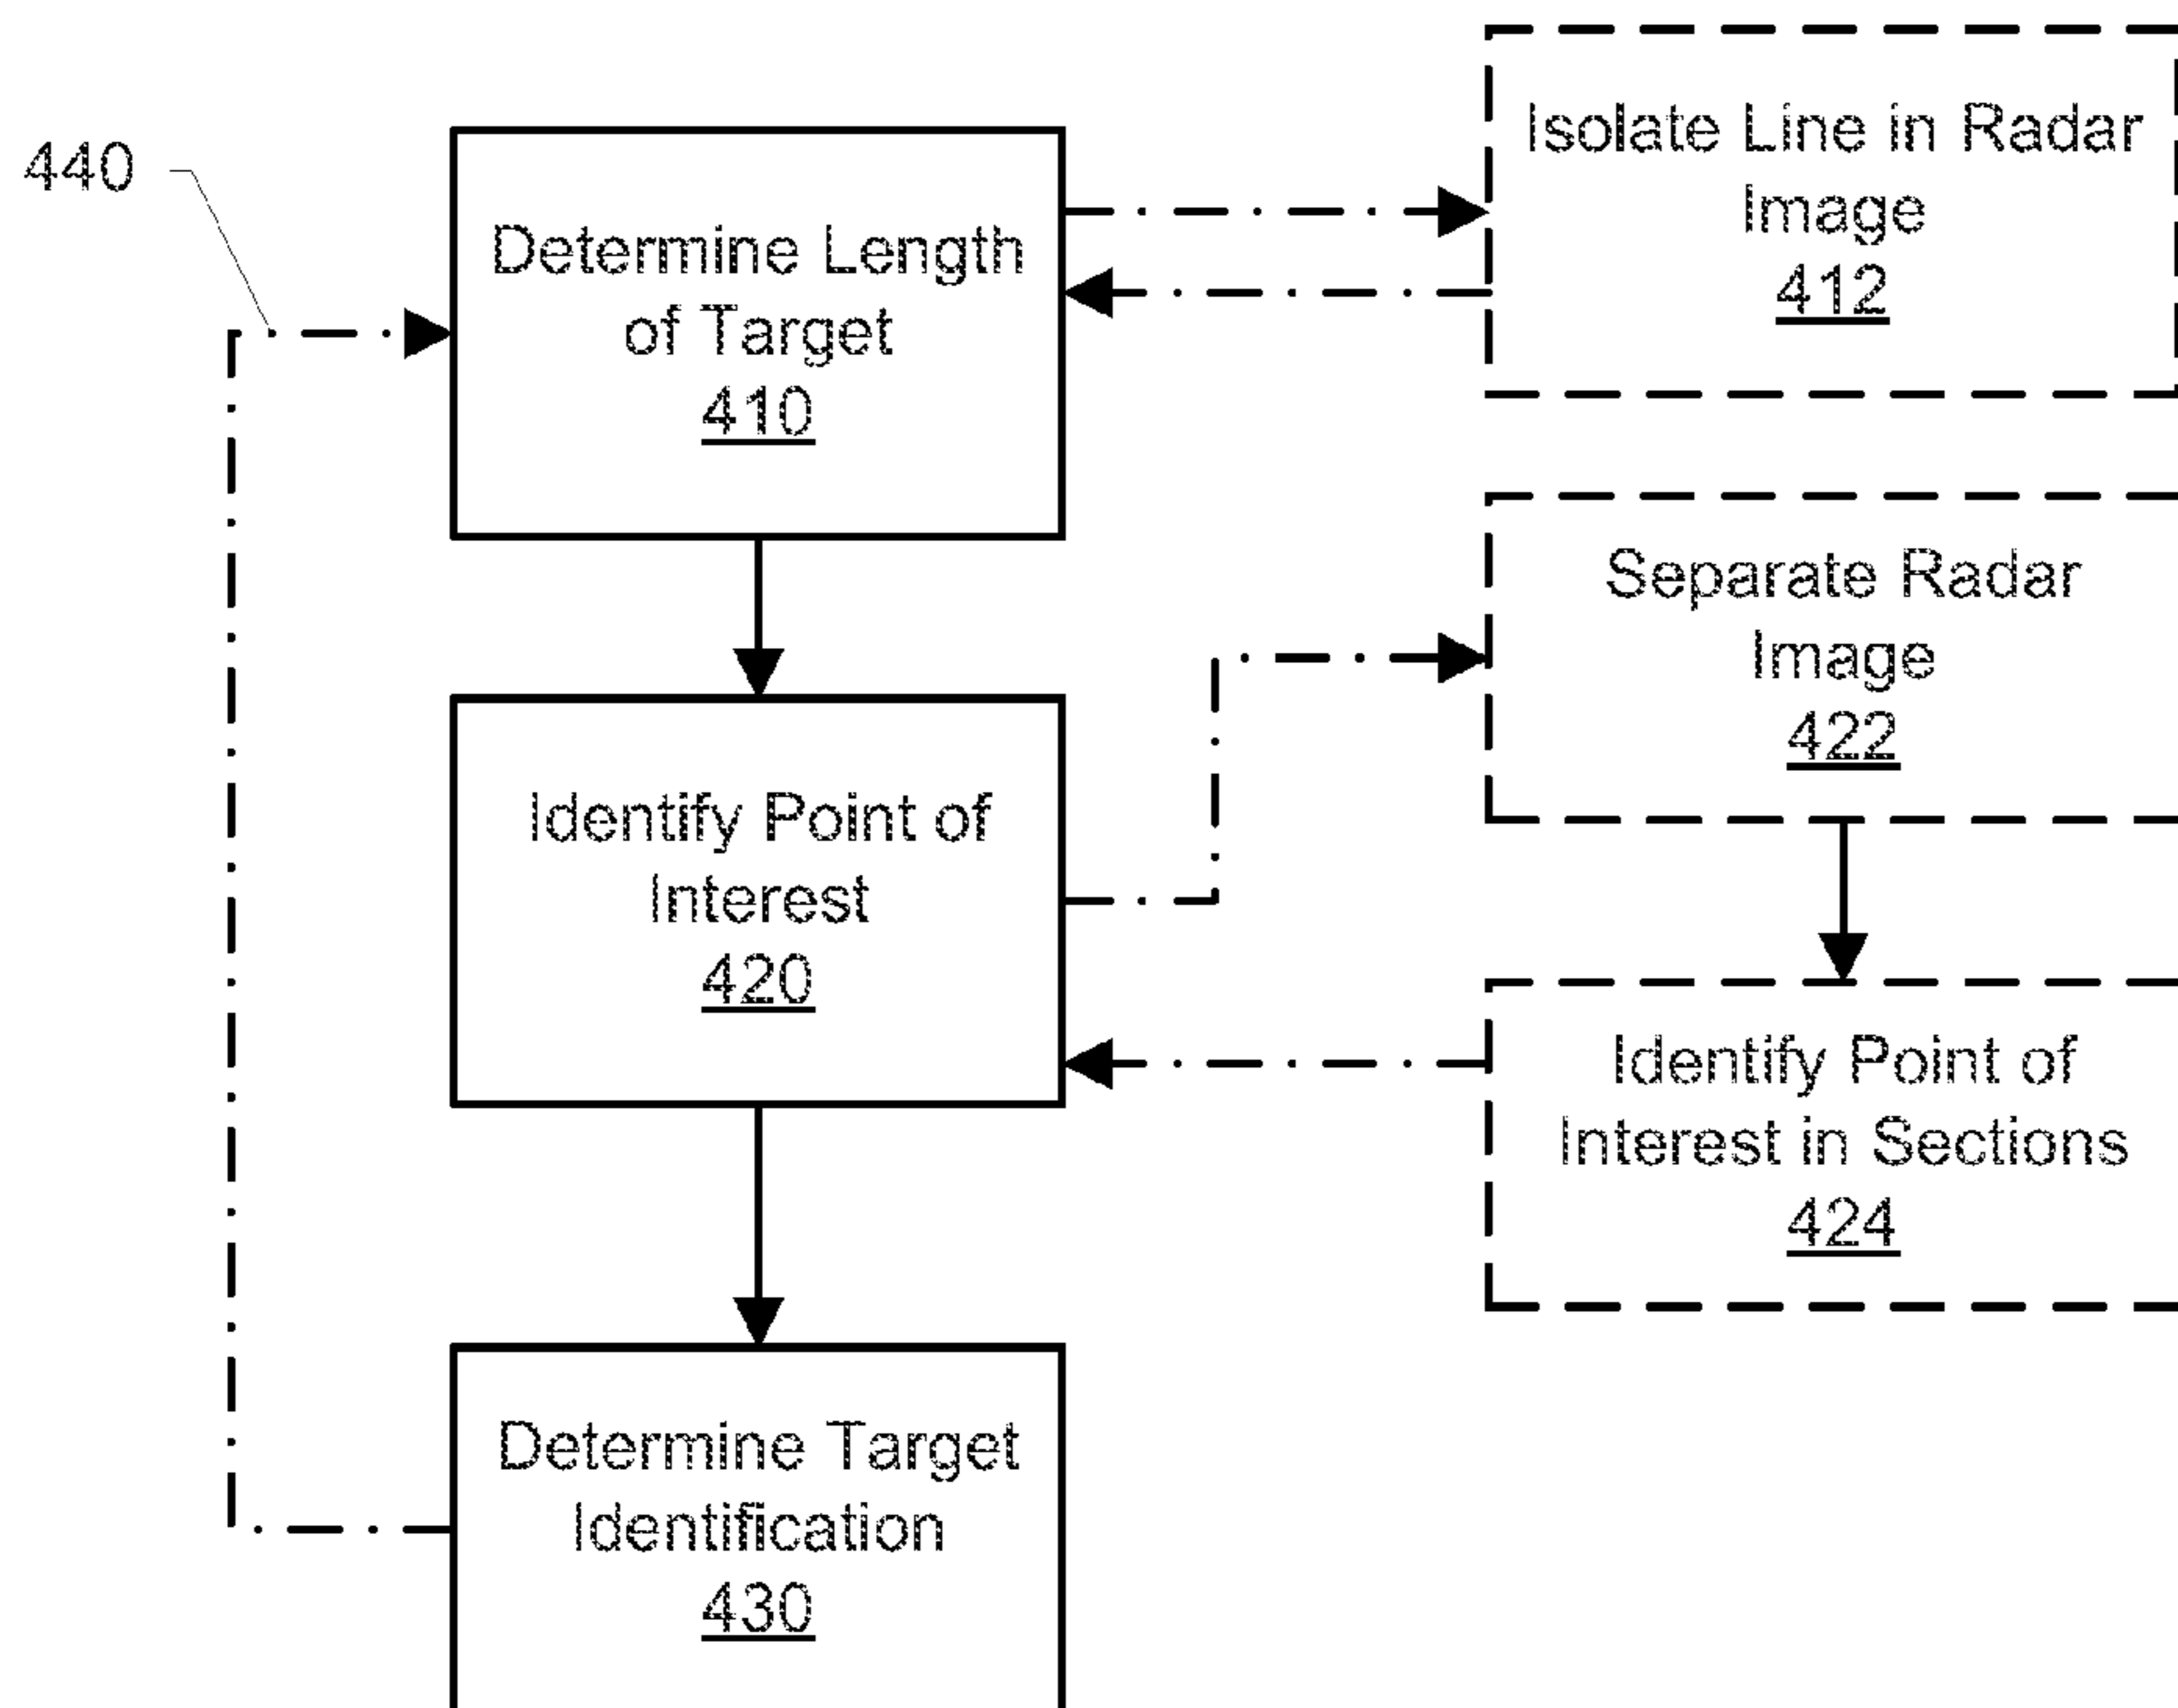 440
Determine Length
of Target
410
Isolate Line in Radar
Image
412
Identify Point of
Interest
420
Separate Radar
Image
422
Identify Point of
Interest in Sections
424
Determine Target
Identification
430